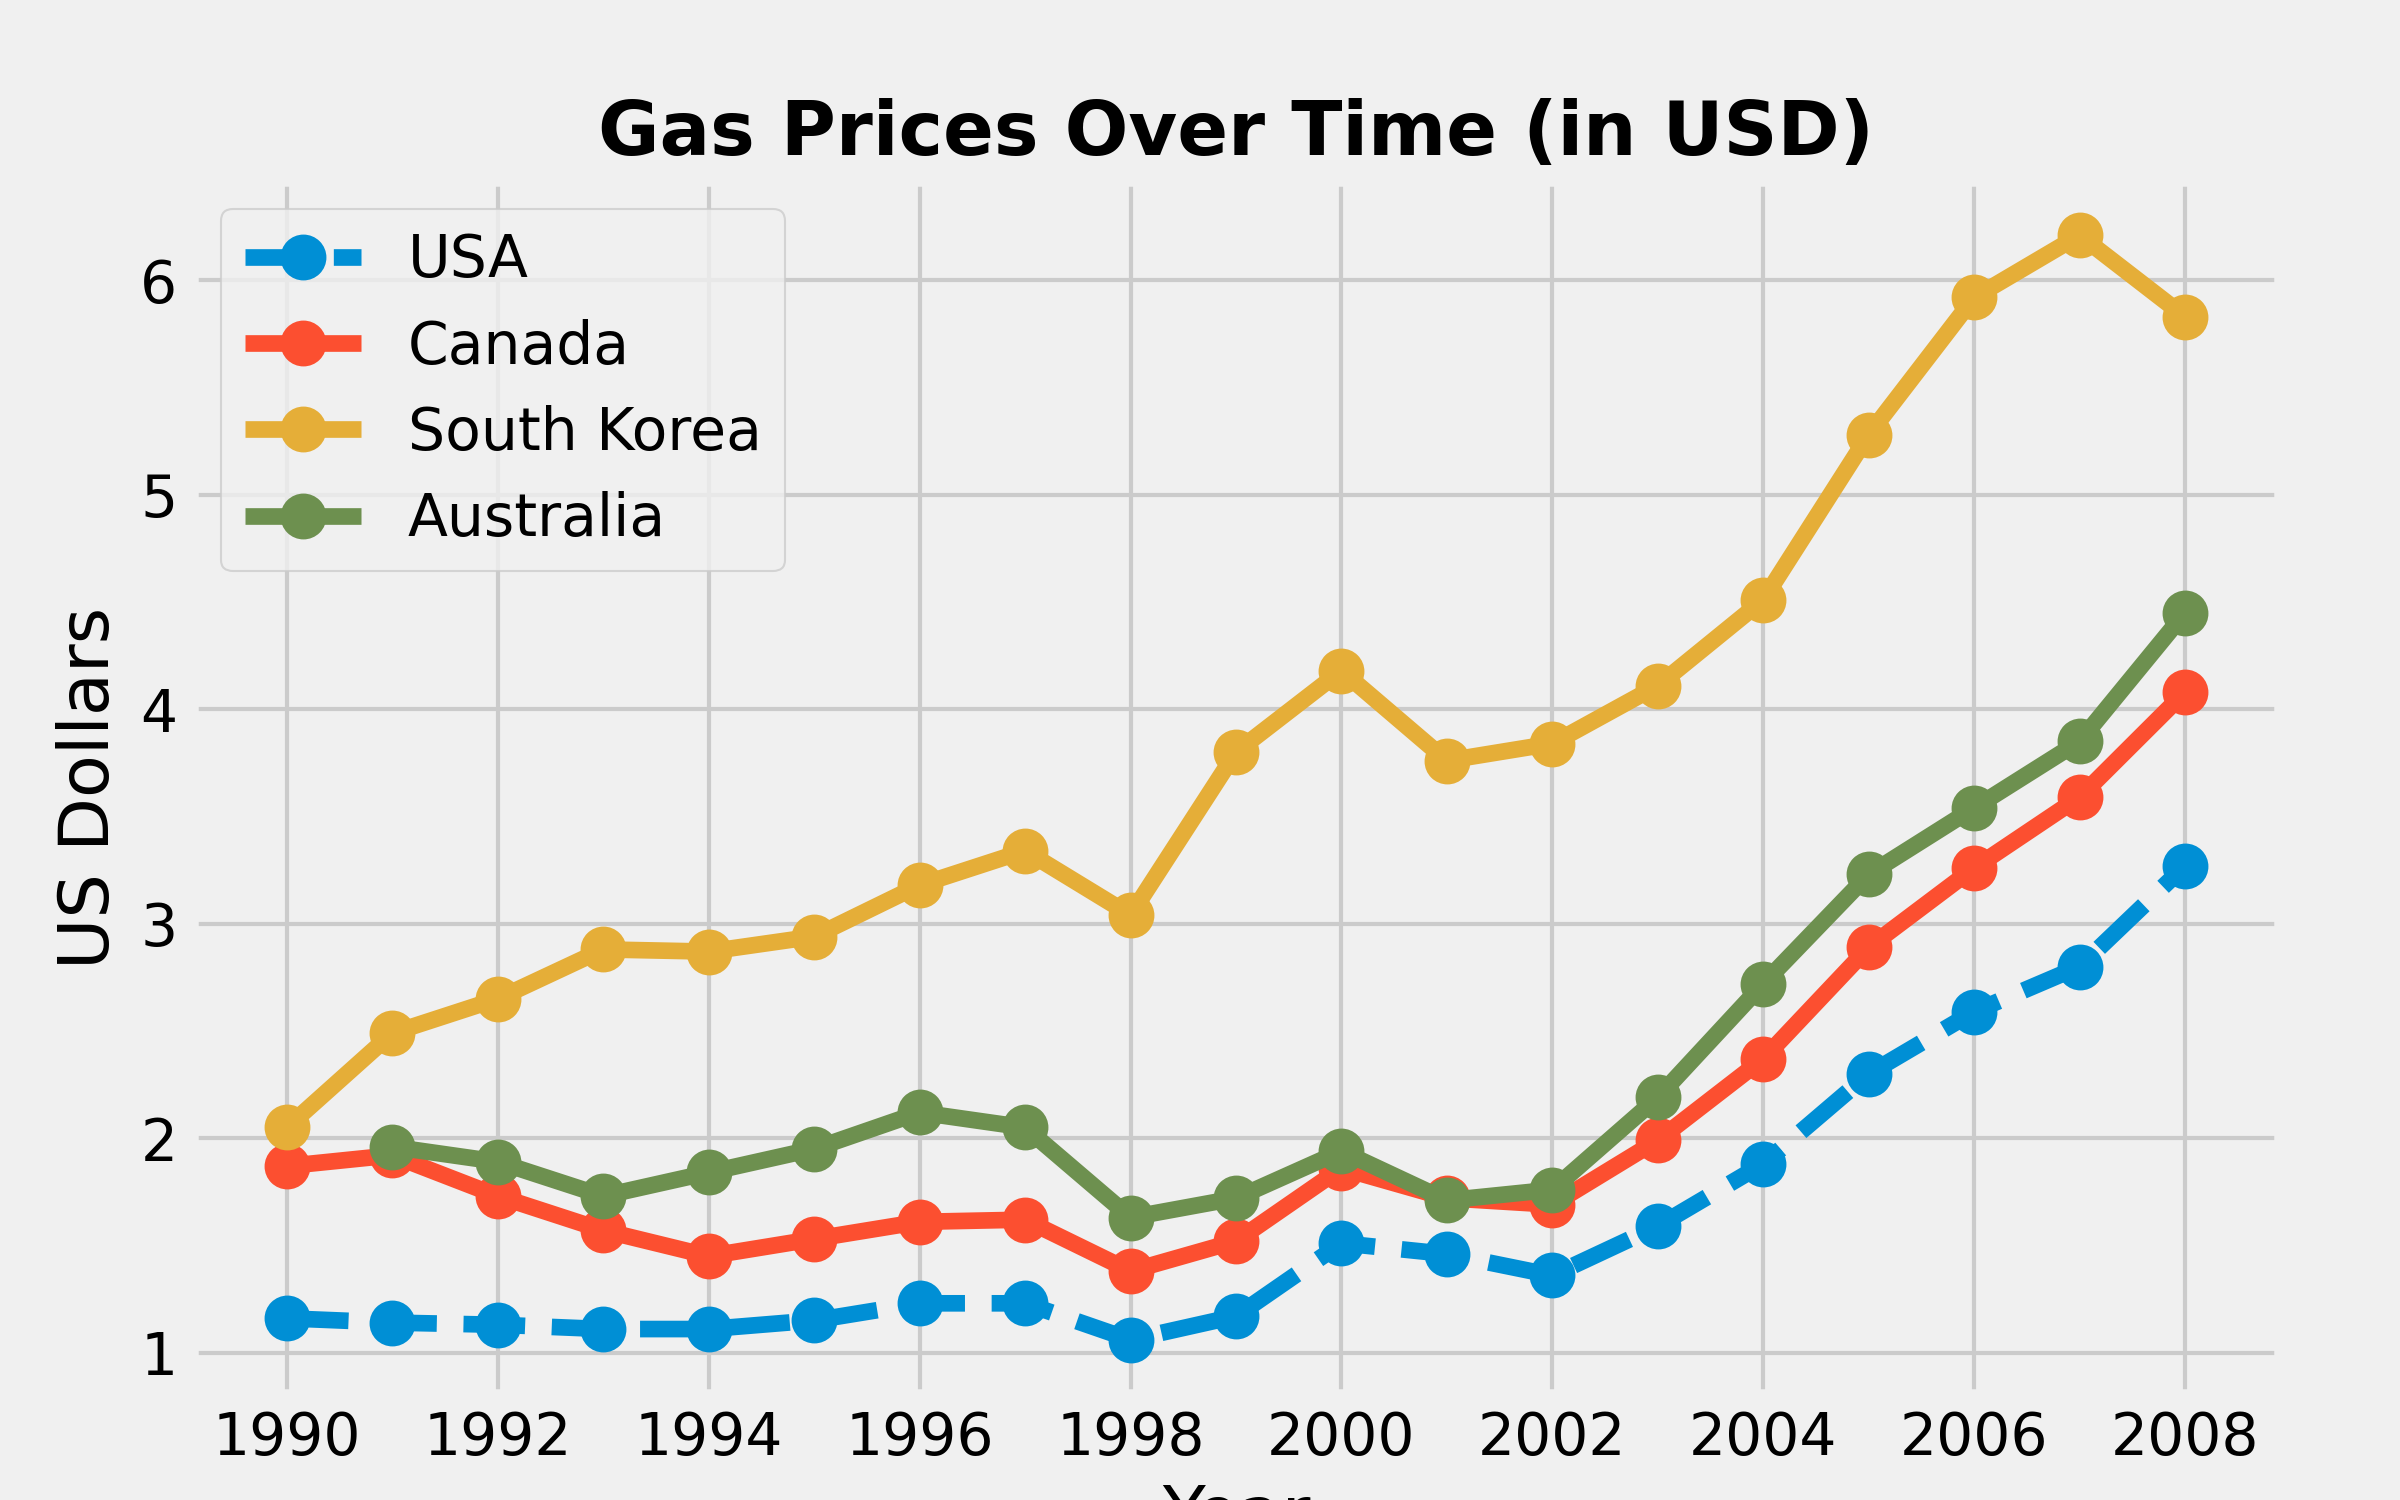 Gas Prices Over Time (in USD)
USA
Canada
South Korea
Australia
US Dollars
6
5
4
3
2
1
1990 1992 1994 1996 1998 2000 2002 2004 2006 2008
Year